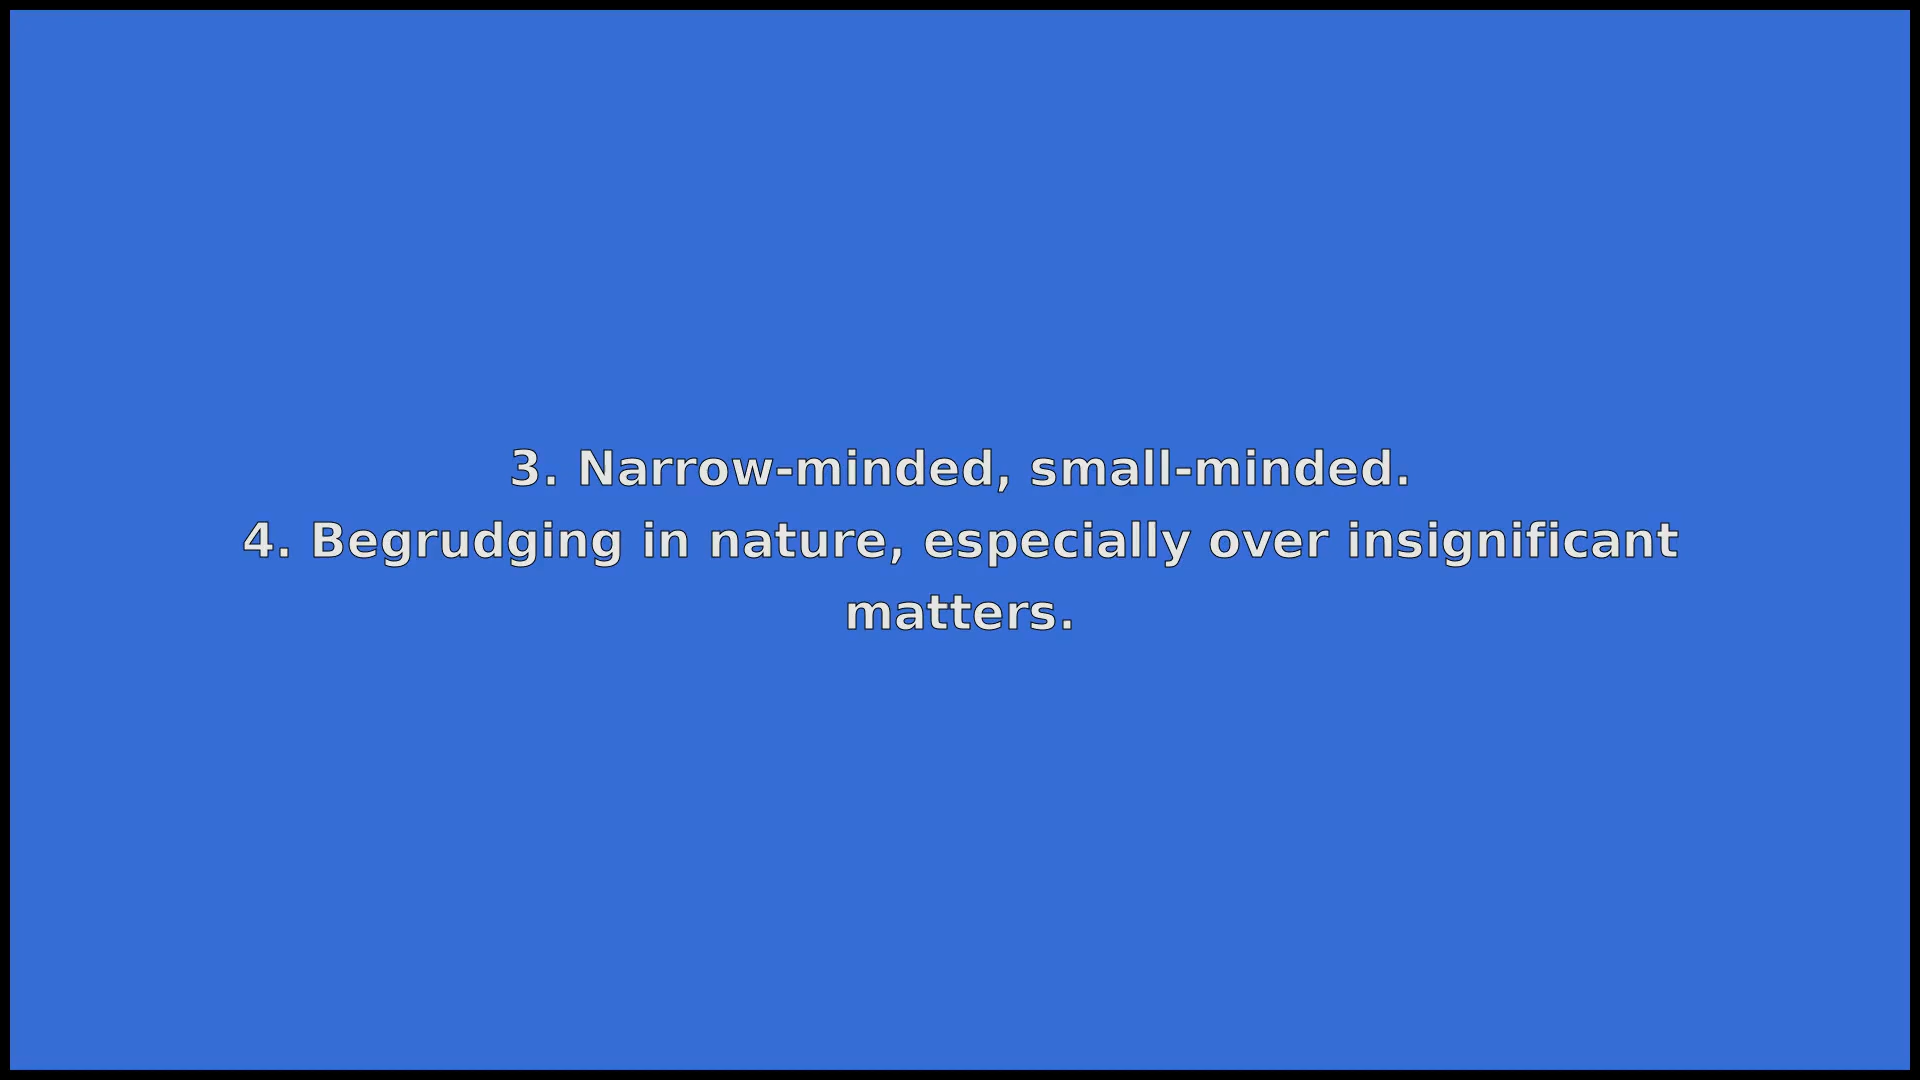 3. Narrow-minded, small-minded.
4. Begrudging in nature, especially over insignificant
matters.